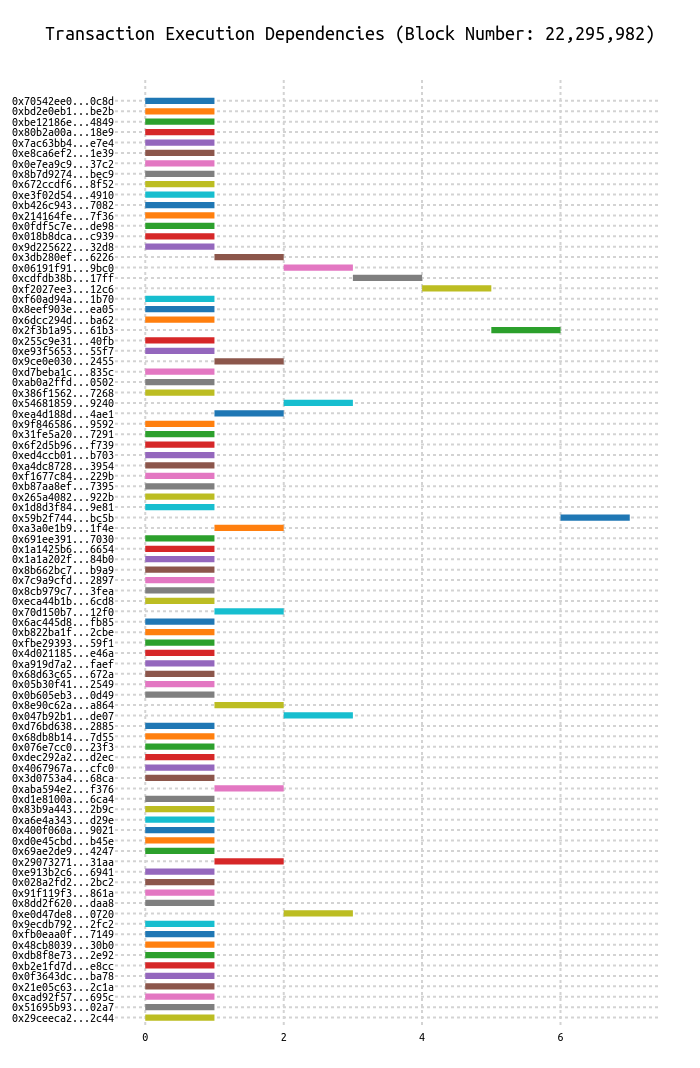 Transaction Execution Dependencies (Block Number: 22,295,982)
0x70542ee0...0c8d
0xbd2e0eb1...be2b
0xbe12186e...4849
0x80b2a00a...18e9
0x7ac63bb4...e7e4
0xe8ca6ef2...1e39
0x0e7ea9c9...37c2
0x8b7d9274...bec9
0x672ccdf6...8f52
0xe3f02d54...4910
0xb426c943...7082
0x214164fe...7f36
0x0fdf5c7e...de98
0x018b8dca...c939
0x9d225622...32d8
0x3db280ef...6226
0x06191f91...9bc0
0xcdfdb38b...17ff
0xf2027ee3...12c6
0xf60ad94a...1b70
0x8eef903e...ea05
0x6dcc294d...ba62
0x2f3b1a95...61b3
0x255c9e31...40fb
0xe93f5653...55f7
0x9ce0e030...2455
0xd7beba1c...835c
0xab0a2ffd...0502
0x386f1562...7268
0x54681859...9240
0xea4d188d...4ae1
0x9f846586...9592
0x31fe5a20...7291
0x6f2d5b96...f739
0xed4ccb01...b703
0xa4dc8728...3954
0xf1677c84...229b
0xb87aa8ef...7395
0x265a4082...922b
0x1d8d3f84...9e81
0x59b2f744...bc5b
0xa3a0e1b9...1f4e
0x691ee391...7030
0x1a1425b6...6654
0x1a1a202f...84b0
0x8b662bc7...b9a9
0x7c9a9cfd...2897
0x8cb979c7...3fea
0xeca44b1b...6cd8
0x70d150b7...12f0
0x6ac445d8...fb85
0xb822ba1f...2cbe
0xfbe29393...59f1
0x4d021185...e46a
0xa919d7a2...faef
0x68d63c65...672a
0x05b30f41...2549
0x0b605eb3...0d49
0x8e90c62a...a864
0x047b92b1...de07
0xd76bd638...2885
0x68db8b14...7d55
0x076e7cc0...23f3
0xdec292a2...d2ec
0x4067967a...cfc0
0x3d0753a4...68ca
0xaba594e2...f376
0xd1e8100a...6ca4
0x83b9a443...2b9c
0xa6e4a343...d29e
0x400f060a...9021
0xd0e45cbd...b45e
0x69ae2de9...4247
0x29073271...31aa
0xe913b2c6...6941
0x028a2fd2...2bc2
0x91f119f3...861a
0x8dd2f620...daa8
0xe0d47de8...0720
0x9ecdb792...2fc2
0xfb0eaa0f...7149
0x48cb8039...30b0
0xdb8f8e73...2e92
0xb2e1fd7d...e8cc
0x0f3643dc...ba78
0x21e05c63...2c1a
0xcad92f57...695c
0x51695b93...02a7
0x29ceeca2...2c44
0 2 4 6